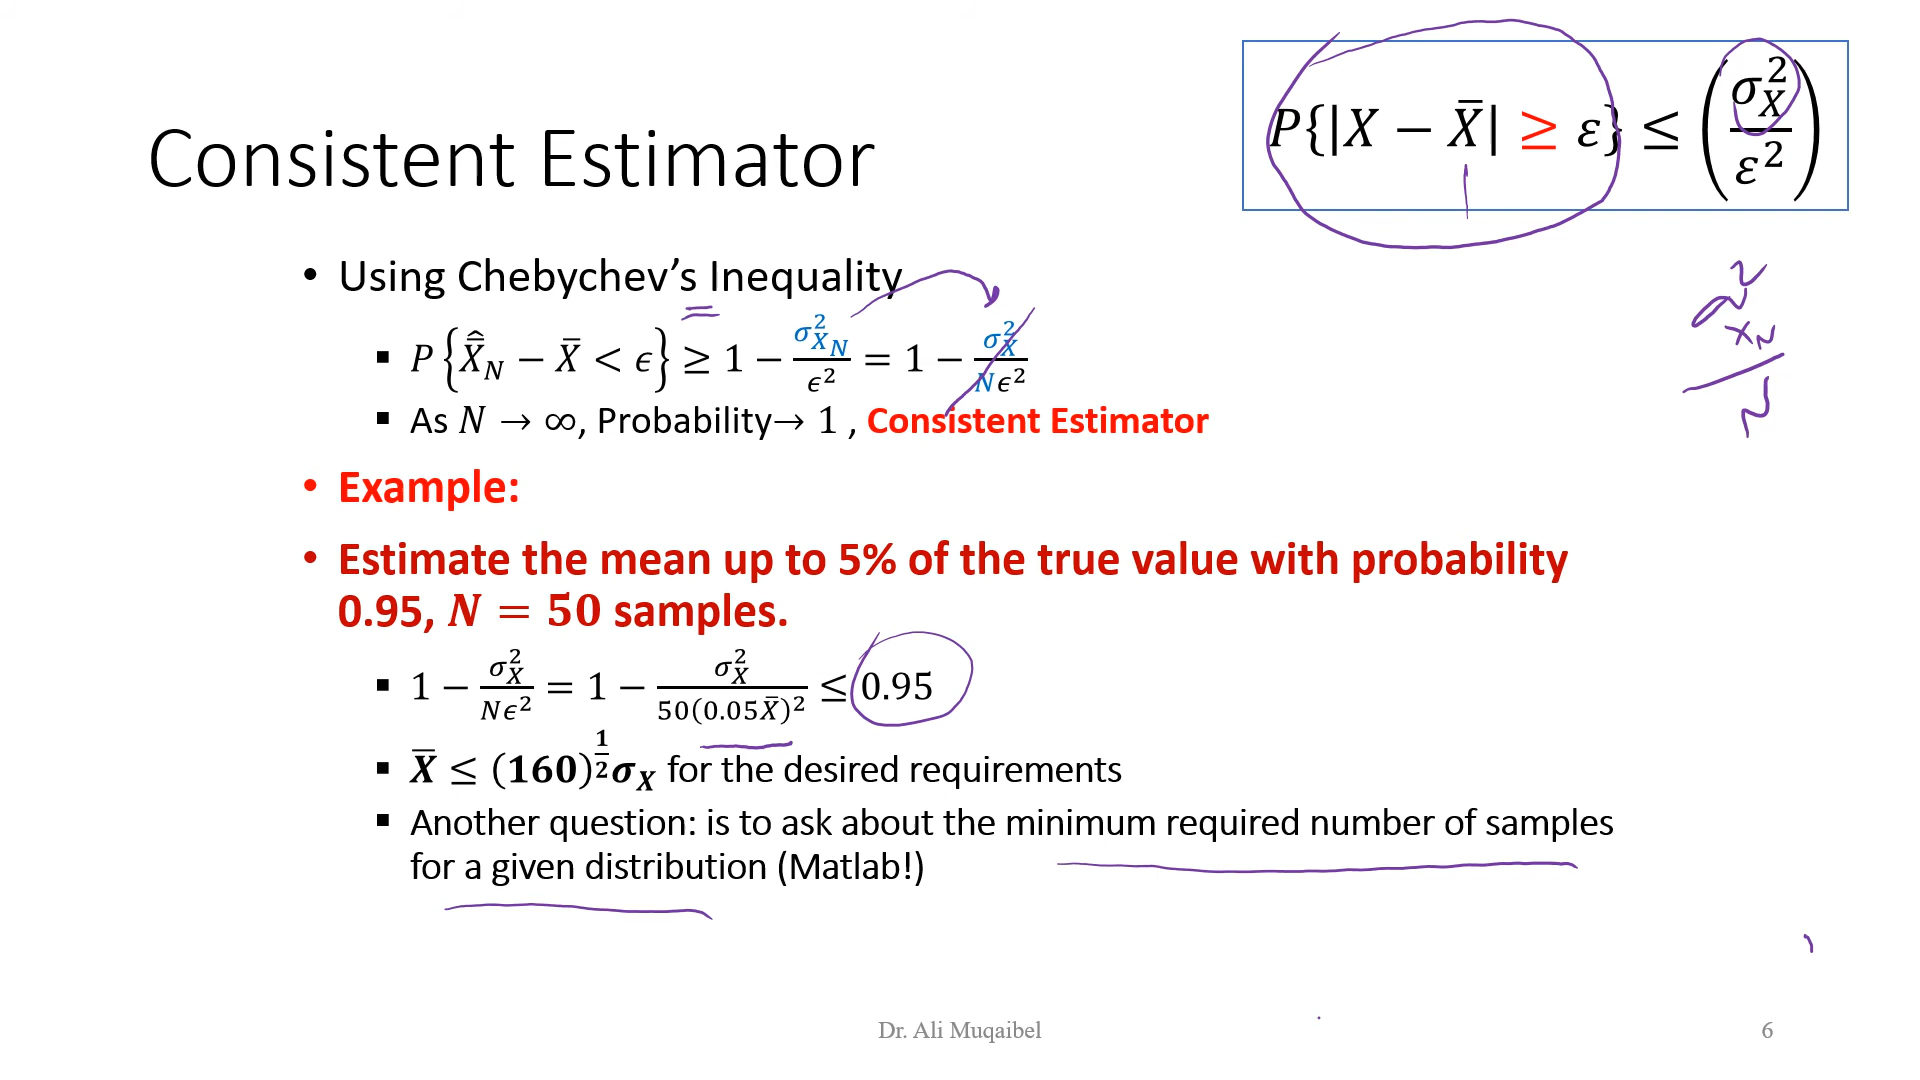 P{|X − X̄| ≥ ε} ≤ (σ_X^2 / ε^2)
Consistent Estimator
• Using Chebychev’s Inequality
▪ P{X̄̂_N − X̄ < ϵ} ≥ 1 − σ_{X_N}^2 / ϵ^2 = 1 − σ_X^2 / Nϵ^2
σ^2_{XN} / N
▪ As N → ∞, Probability→ 1 , Consistent Estimator
• Example:
• Estimate the mean up to 5% of the true value with probability
0.95, N = 50 samples.
▪ 1 − σ_X^2 / Nϵ^2 = 1 − σ_X^2 / 50(0.05X̄)^2 ≤ 0.95
▪ X̄ ≤ (160)^{1/2} σ_X for the desired requirements
▪ Another question: is to ask about the minimum required number of samples
for a given distribution (Matlab!)
Dr. Ali Muqaibel
6